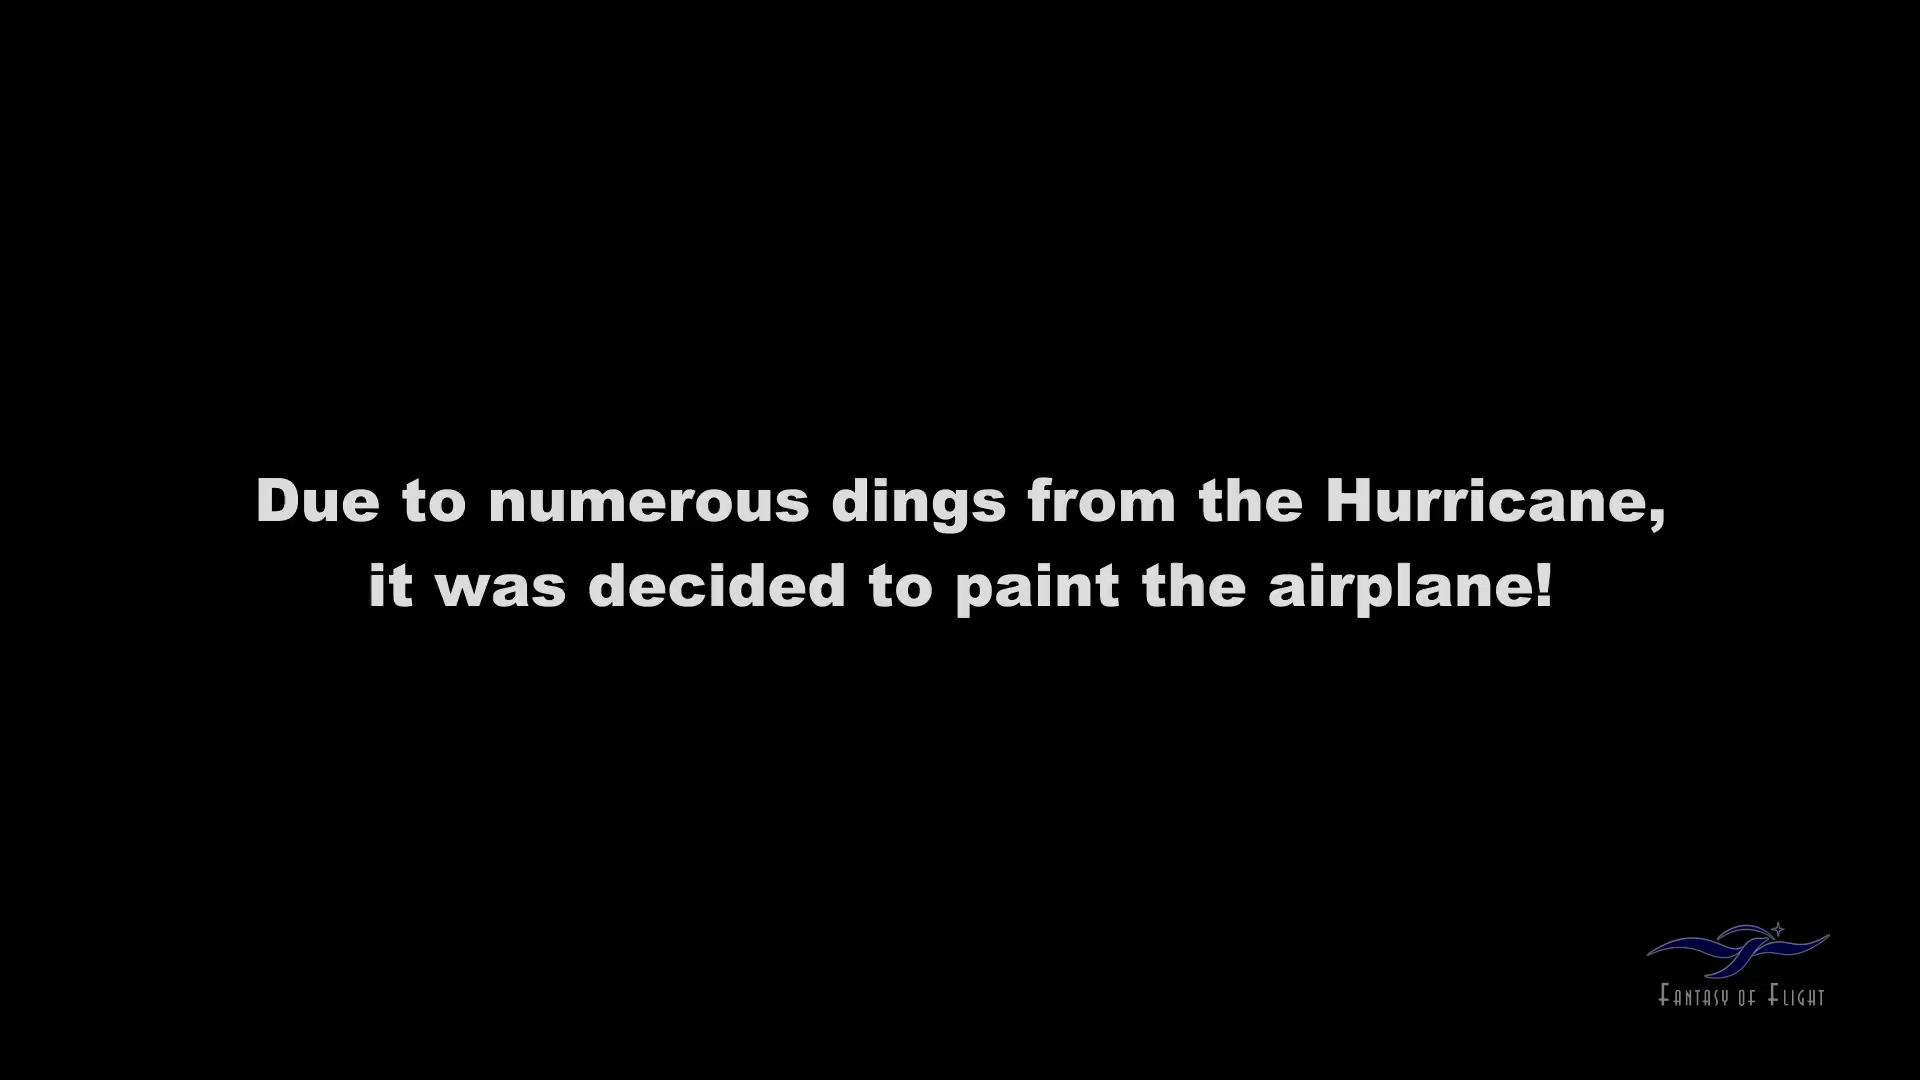 Due to numerous dings from the Hurricane,
it was decided to paint the airplane!
Fantasy of Flight